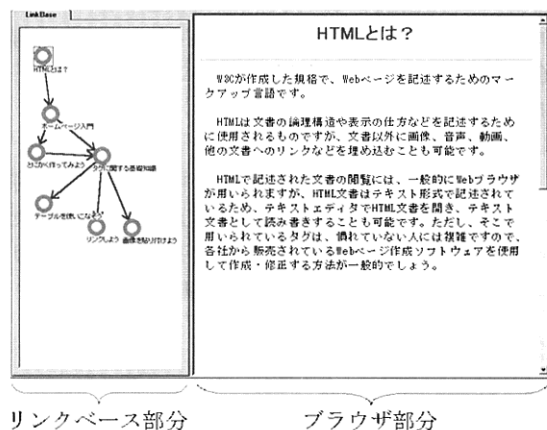 LinkBase
HTMLとは？
ホームページ入門
とにかく作ってみよう
タグに関する基礎知識
テーブルを使いこなそう
リンクしよう
画像を貼り付けよう
HTMLとは？
W3Cが作成した規格で、Webページを記述するためのマー
クアップ言語です。
HTMLは文書の論理構造や表示の仕方などを記述するため
に使用されるものですが、文書以外に画像、音声、動画、
他の文書へのリンクなどを埋め込むことも可能です。
HTMLで記述された文書の閲覧には、一般的にWebブラウザ
が用いられますが、HTML文書はテキスト形式で記述されて
いるため、テキストエディタでHTML文書を開き、テキスト
文書として読み書きすることも可能です。ただし、そこで
用いられているタグは、慣れていない人には複雑ですので、
各社から販売されているWebページ作成ソフトウェアを使用
して作成・修正する方法が一般的でしょう。
リンクベース部分
ブラウザ部分